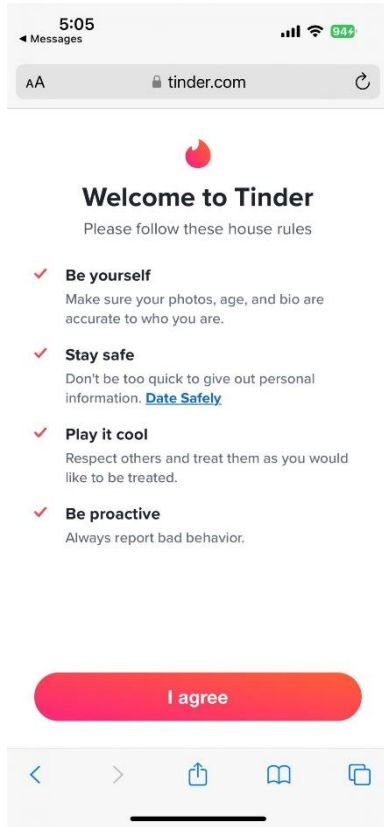 5:05
◀ Messages
94
AA
tinder.com
Welcome to Tinder
Please follow these house rules
Be yourself
Make sure your photos, age, and bio are
accurate to who you are.
Stay safe
Don't be too quick to give out personal
information. Date Safely
Play it cool
Respect others and treat them as you would
like to be treated.
Be proactive
Always report bad behavior.
I agree